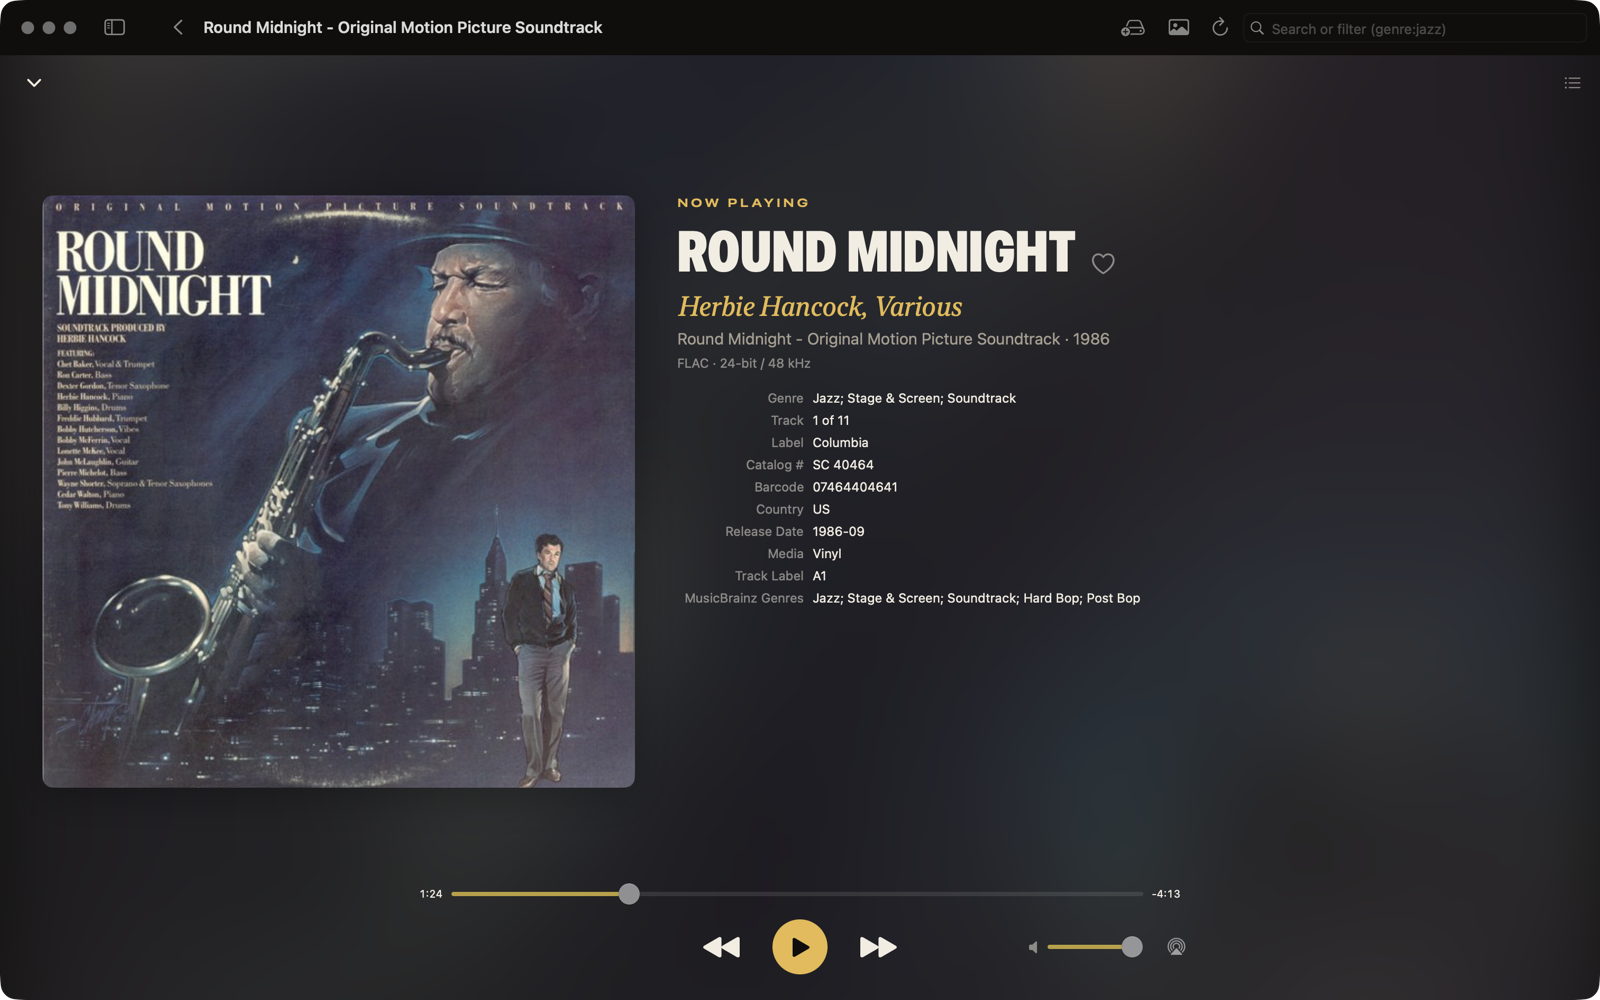 Round Midnight - Original Motion Picture Soundtrack
Search or filter (genre:jazz)
ORIGINAL MOTION PICTURE SOUNDTRACK
ROUND
MIDNIGHT
SOUNDTRACK PRODUCED BY
HERBIE HANCOCK
FEATURING:
Chet Baker, Vocal & Trumpet
Ron Carter, Bass
Dexter Gordon, Tenor Saxophone
Herbie Hancock, Piano
Billy Higgins, Drums
Freddie Hubbard, Trumpet
Bobby Hutcherson, Vibes
Bobby McFerrin, Vocal
Lonette McKee, Vocal
John McLaughlin, Guitar
Pierre Michelot, Bass
Wayne Shorter, Soprano & Tenor Saxophones
Cedar Walton, Piano
Tony Williams, Drums
NOW PLAYING
ROUND MIDNIGHT
Herbie Hancock, Various
Round Midnight - Original Motion Picture Soundtrack · 1986
FLAC · 24-bit / 48 kHz
Genre Jazz; Stage & Screen; Soundtrack
Track 1 of 11
Label Columbia
Catalog # SC 40464
Barcode 07464404641
Country US
Release Date 1986-09
Media Vinyl
Track Label A1
MusicBrainz Genres Jazz; Stage & Screen; Soundtrack; Hard Bop; Post Bop
1:24
-4:13